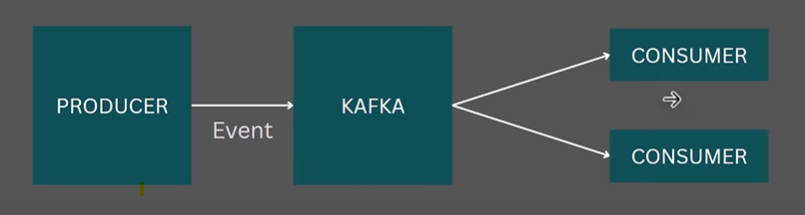 PRODUCER
Event
KAFKA
CONSUMER
CONSUMER